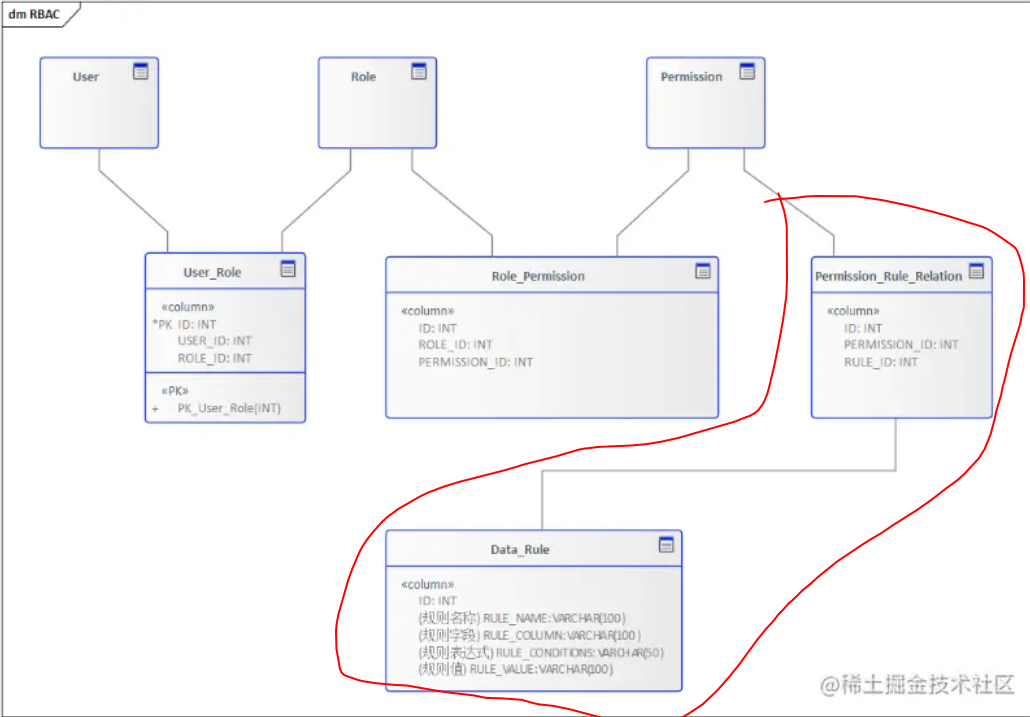 dm RBAC
User
Role
Permission
User_Role
«column»
*PK ID: INT
USER_ID: INT
ROLE_ID: INT
«PK»
+ PK_User_Role(INT)
Role_Permission
«column»
ID: INT
ROLE_ID: INT
PERMISSION_ID: INT
Permission_Rule_Relation
«column»
ID: INT
PERMISSION_ID: INT
RULE_ID: INT
Data_Rule
«column»
ID: INT
(规则名称) RULE_NAME: VARCHAR(100)
(规则字段) RULE_COLUMN: VARCHAR(100)
(规则表达式) RULE_CONDITIONS: VARCHAR(50)
(规则值) RULE_VALUE: VARCHAR(100)
@稀土掘金技术社区